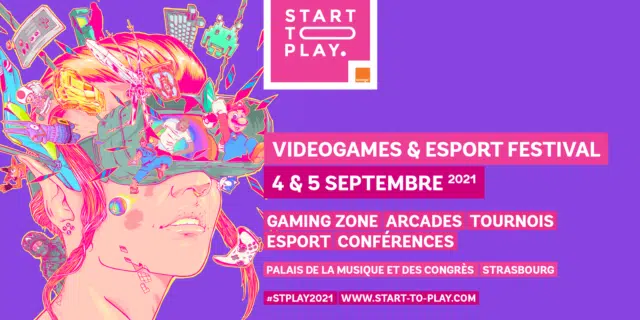 START
TO
PLAY.
VIDEOGAMES & ESPORT FESTIVAL
4 & 5 SEPTEMBRE 2021
GAMING ZONE ARCADES TOURNOIS
ESPORT CONFÉRENCES
PALAIS DE LA MUSIQUE ET DES CONGRÈS STRASBOURG
#STPLAY2021 WWW.START-TO-PLAY.COM